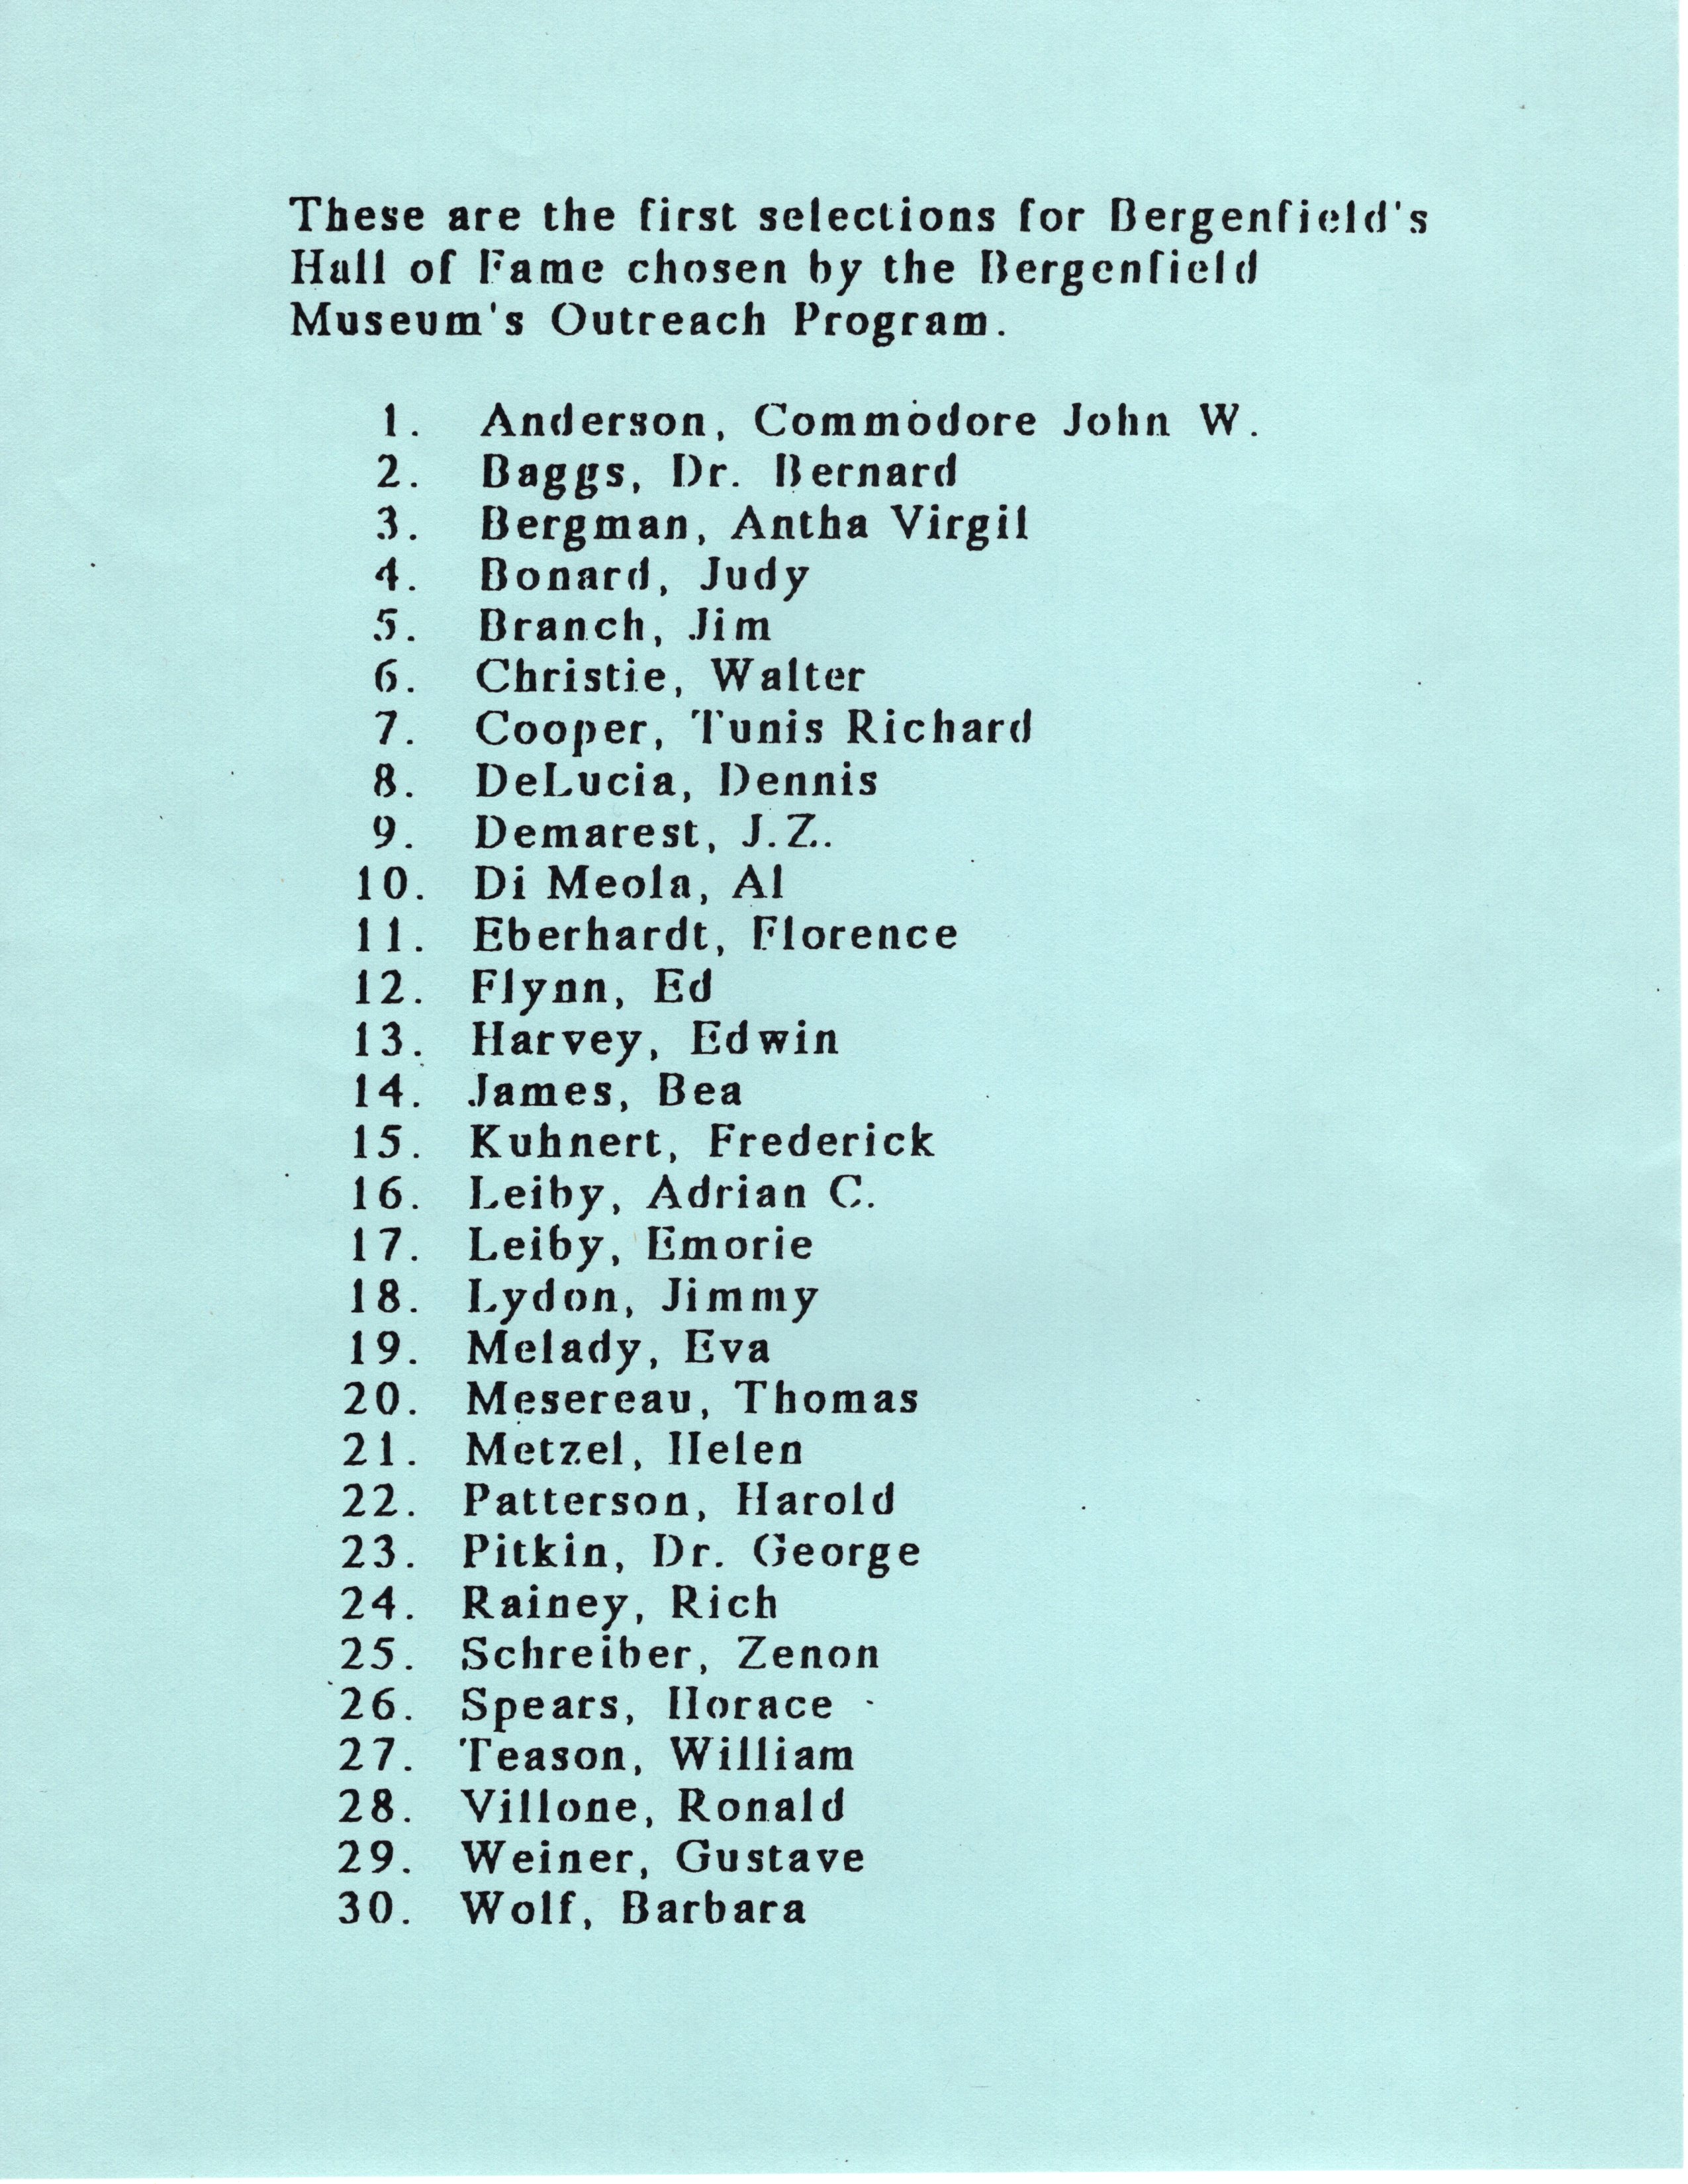 These are the first selections for Bergenfield's
Hall of Fame chosen by the Bergenfield
Museum's Outreach Program.
1. Anderson, Commodore John W.
2. Baggs, Dr. Bernard
3. Bergman, Antha Virgil
4. Bonard, Judy
5. Branch, Jim
6. Christie, Walter
7. Cooper, Tunis Richard
8. DeLucia, Dennis
9. Demarest, J.Z.
10. Di Meola, Al
11. Eberhardt, Florence
12. Flynn, Ed
13. Harvey, Edwin
14. James, Bea
15. Kuhnert, Frederick
16. Leiby, Adrian C.
17. Leiby, Emorie
18. Lydon, Jimmy
19. Melady, Eva
20. Mesereau, Thomas
21. Metzel, Helen
22. Patterson, Harold
23. Pitkin, Dr. George
24. Rainey, Rich
25. Schreiber, Zenon
26. Spears, Horace
27. Teason, William
28. Villone, Ronald
29. Weiner, Gustave
30. Wolf, Barbara